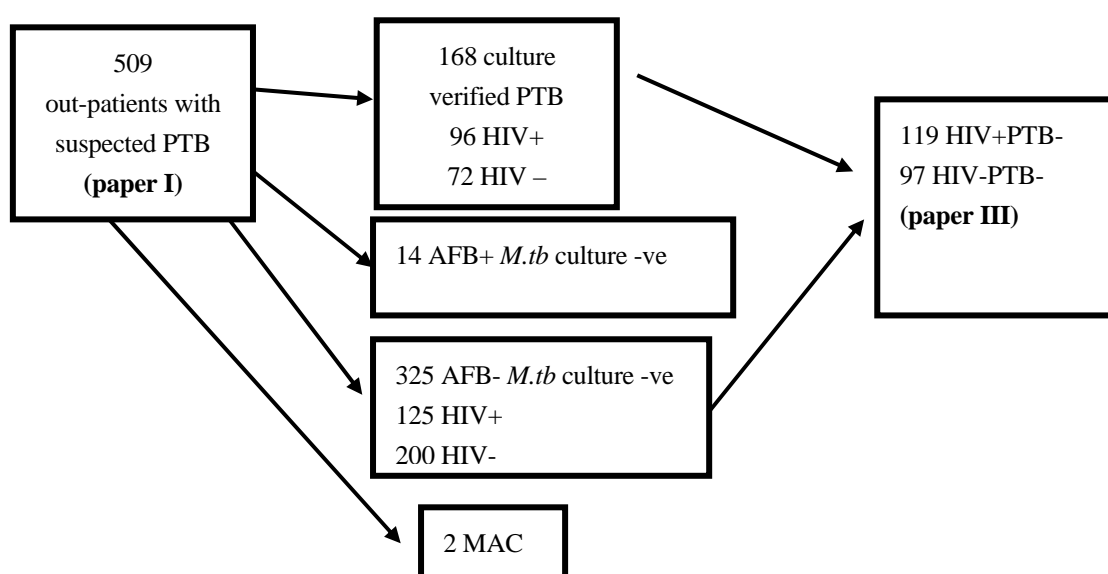 509
out-patients with
suspected PTB
(paper I)
168 culture
verified PTB
96 HIV+
72 HIV –
14 AFB+ M.tb culture -ve
325 AFB- M.tb culture -ve
125 HIV+
200 HIV-
2 MAC
119 HIV+PTB-
97 HIV-PTB-
(paper III)